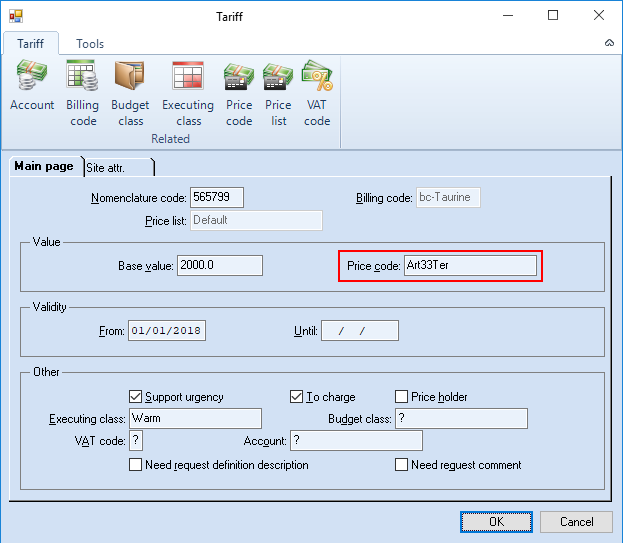 Tariff
Tariff Tools
Account Billing code Budget class Executing class Price code Price list VAT code
Related
Main page Site attr.
Nomenclature code: 565799 Billing code: bc-Taurine
Price list: Default
Value
Base value: 2000.0 Price code: Art33Ter
Validity
From: 01/01/2018 Until: / /
Other
Support urgency To charge Price holder
Executing class: Warm Budget class: ?
VAT code: ? Account: ?
Need request definition description Need request comment
OK Cancel